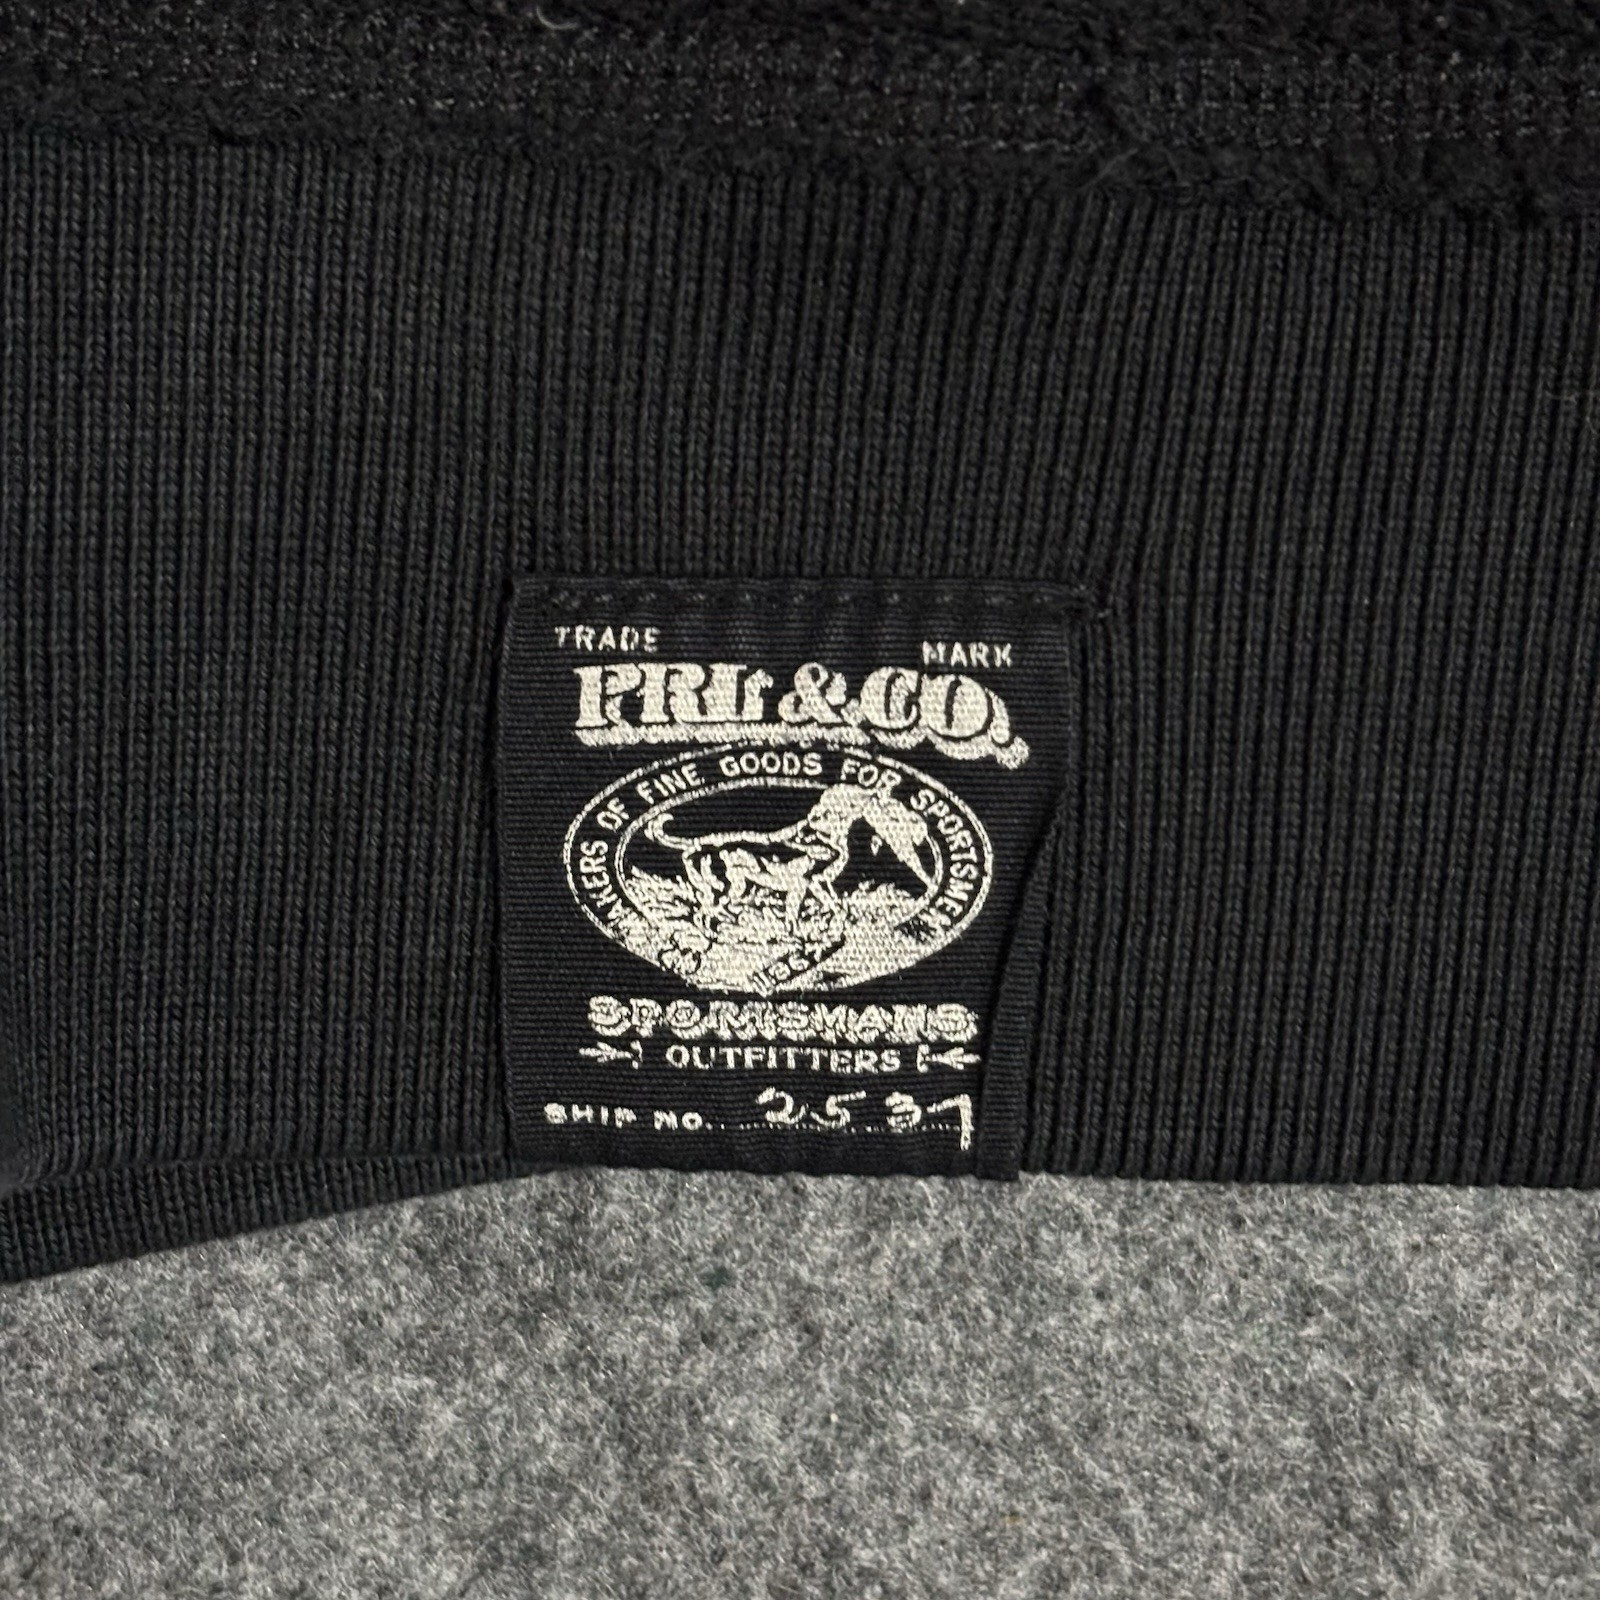 TRADE MARK
PRL & CO.
MAKERS OF FINE GOODS FOR SPORTSMEN
SPORTSMANS
OUTFITTERS
SHIP NO. 2537